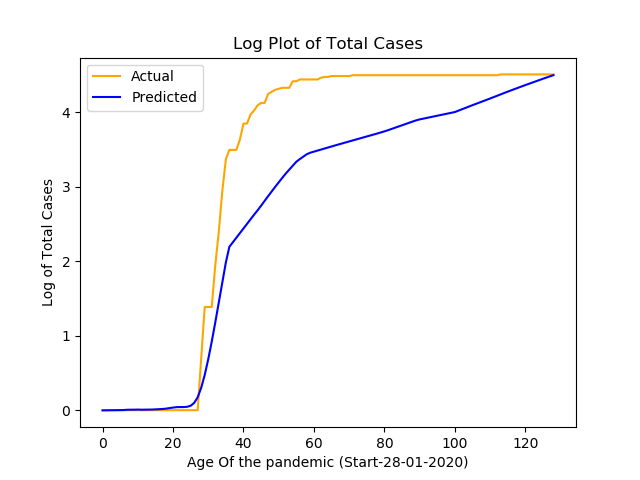 Log Plot of Total Cases
Actual
Predicted
Log of Total Cases
4
3
2
1
0
0 20 40 60 80 100 120
Age Of the pandemic (Start-28-01-2020)